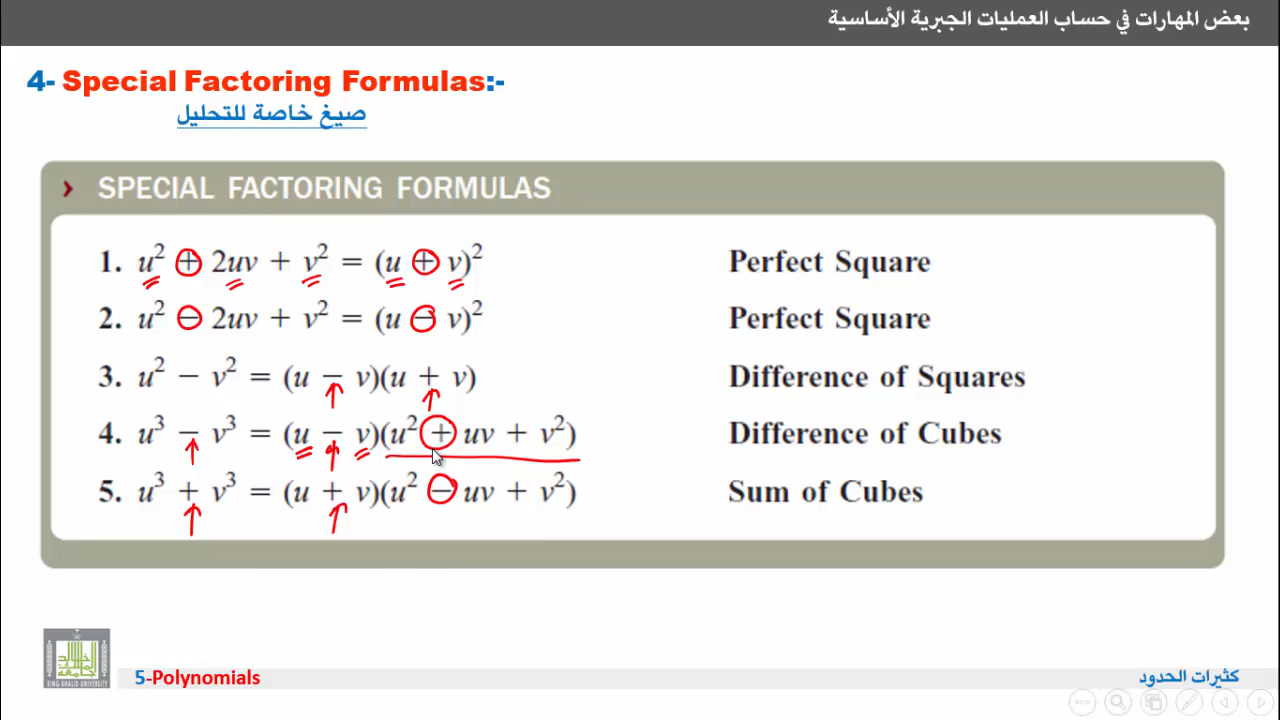 بعض المهارات في حساب العمليات الجبرية الأساسية
4- Special Factoring Formulas:-
صيغ خاصة للتحليل
› SPECIAL FACTORING FORMULAS
1. u² + 2uv + v² = (u + v)² Perfect Square
2. u² − 2uv + v² = (u − v)² Perfect Square
3. u² − v² = (u − v)(u + v) Difference of Squares
4. u³ − v³ = (u − v)(u² + uv + v²) Difference of Cubes
5. u³ + v³ = (u + v)(u² − uv + v²) Sum of Cubes
KING KHALID UNIVERSITY
5-Polynomials
كثيرات الحدود